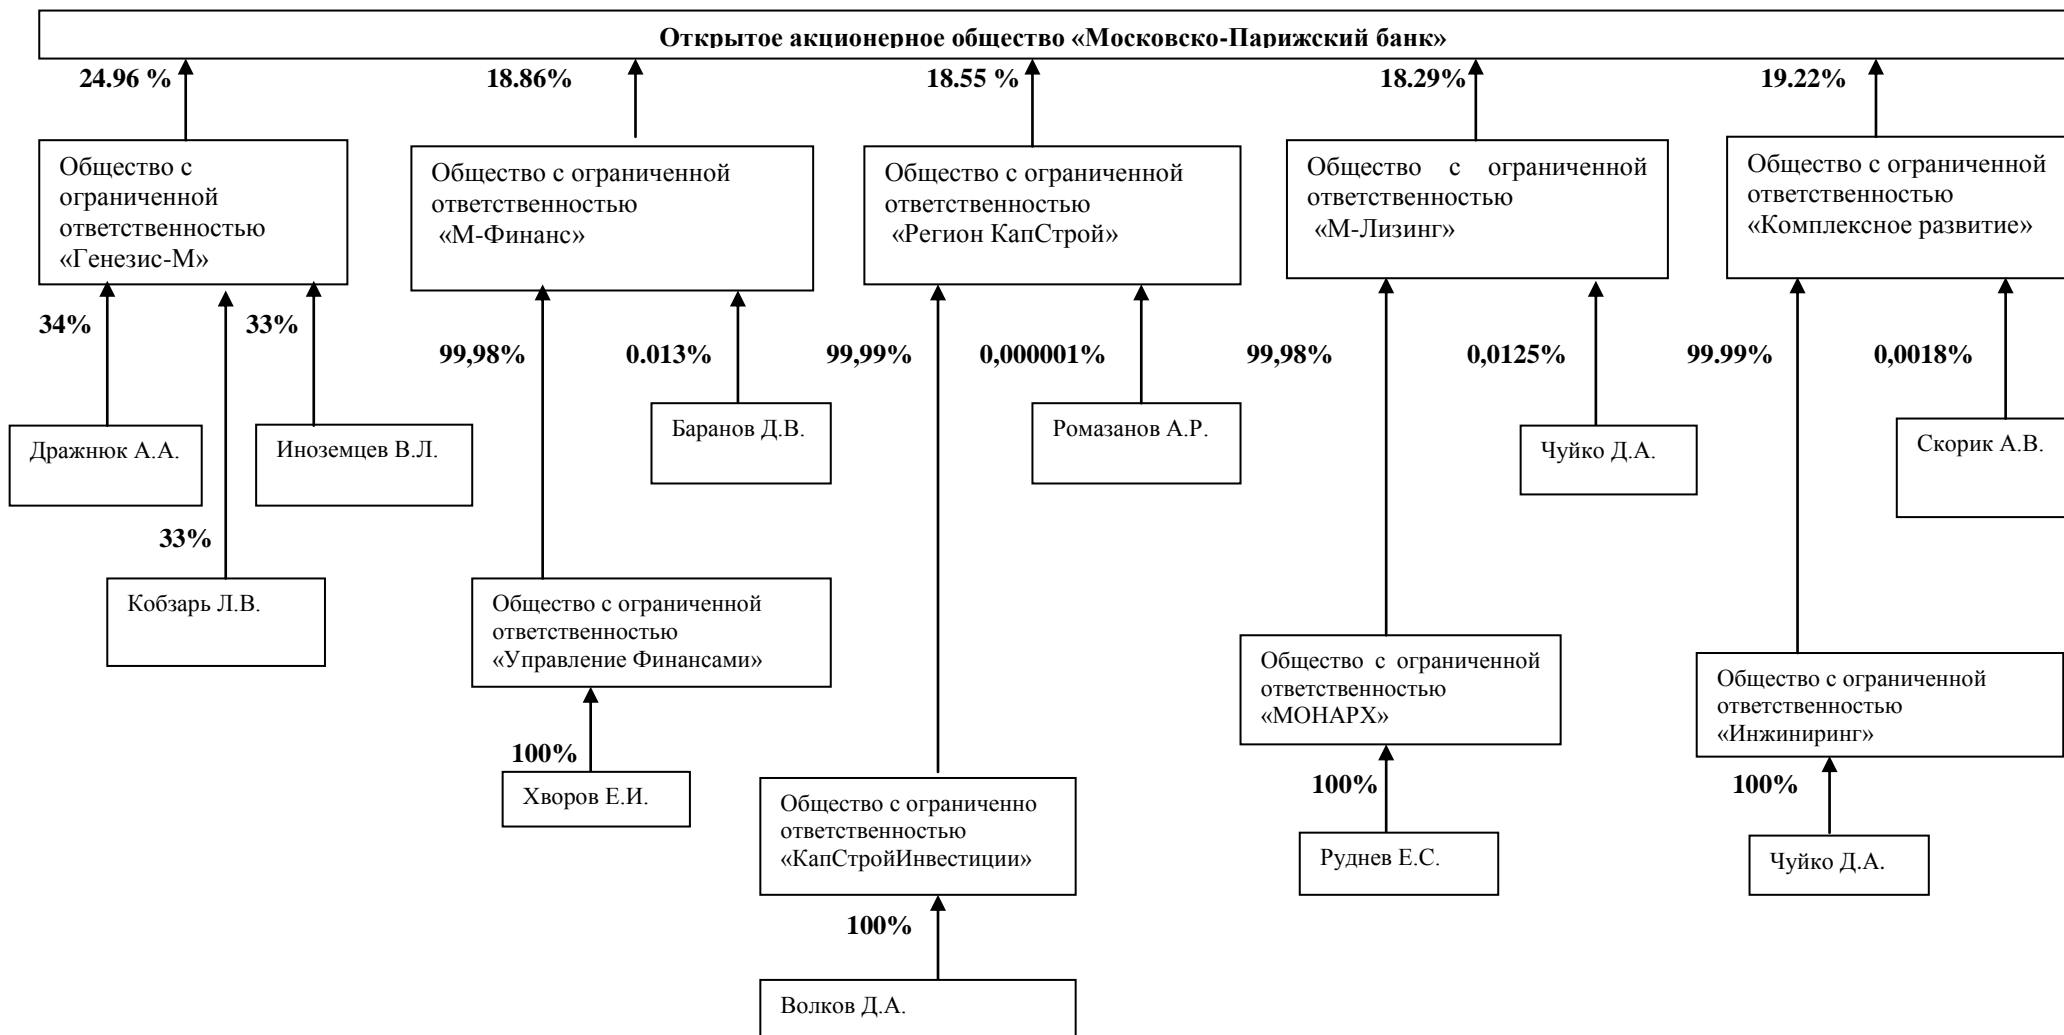 Открытое акционерное общество «Московско-Парижский банк»
24.96 %
18.86%
18.55 %
18.29%
19.22%
Общество с
ограниченной
ответственностью
«Генезис-М»
Общество с ограниченной
ответственностью
«М-Финанс»
Общество с ограниченной
ответственностью
«Регион КапСтрой»
Общество с ограниченной
ответственностью
«М-Лизинг»
Общество с ограниченной
ответственностью
«Комплексное развитие»
34%
33%
99,98%
0.013%
99,99%
0,000001%
99,98%
0,0125%
99.99%
0,0018%
Дражнюк А.А.
Иноземцев В.Л.
Баранов Д.В.
Ромазанов А.Р.
Чуйко Д.А.
Скорик А.В.
33%
Кобзарь Л.В.
Общество с ограниченной
ответственностью
«Управление Финансами»
Общество с ограниченной
ответственностью
«МОНАРХ»
Общество с ограниченной
ответственностью
«Инжиниринг»
100%
Хворов Е.И.
Общество с ограниченно
ответственностью
«КапСтройИнвестиции»
100%
Руднев Е.С.
100%
Чуйко Д.А.
100%
Волков Д.А.